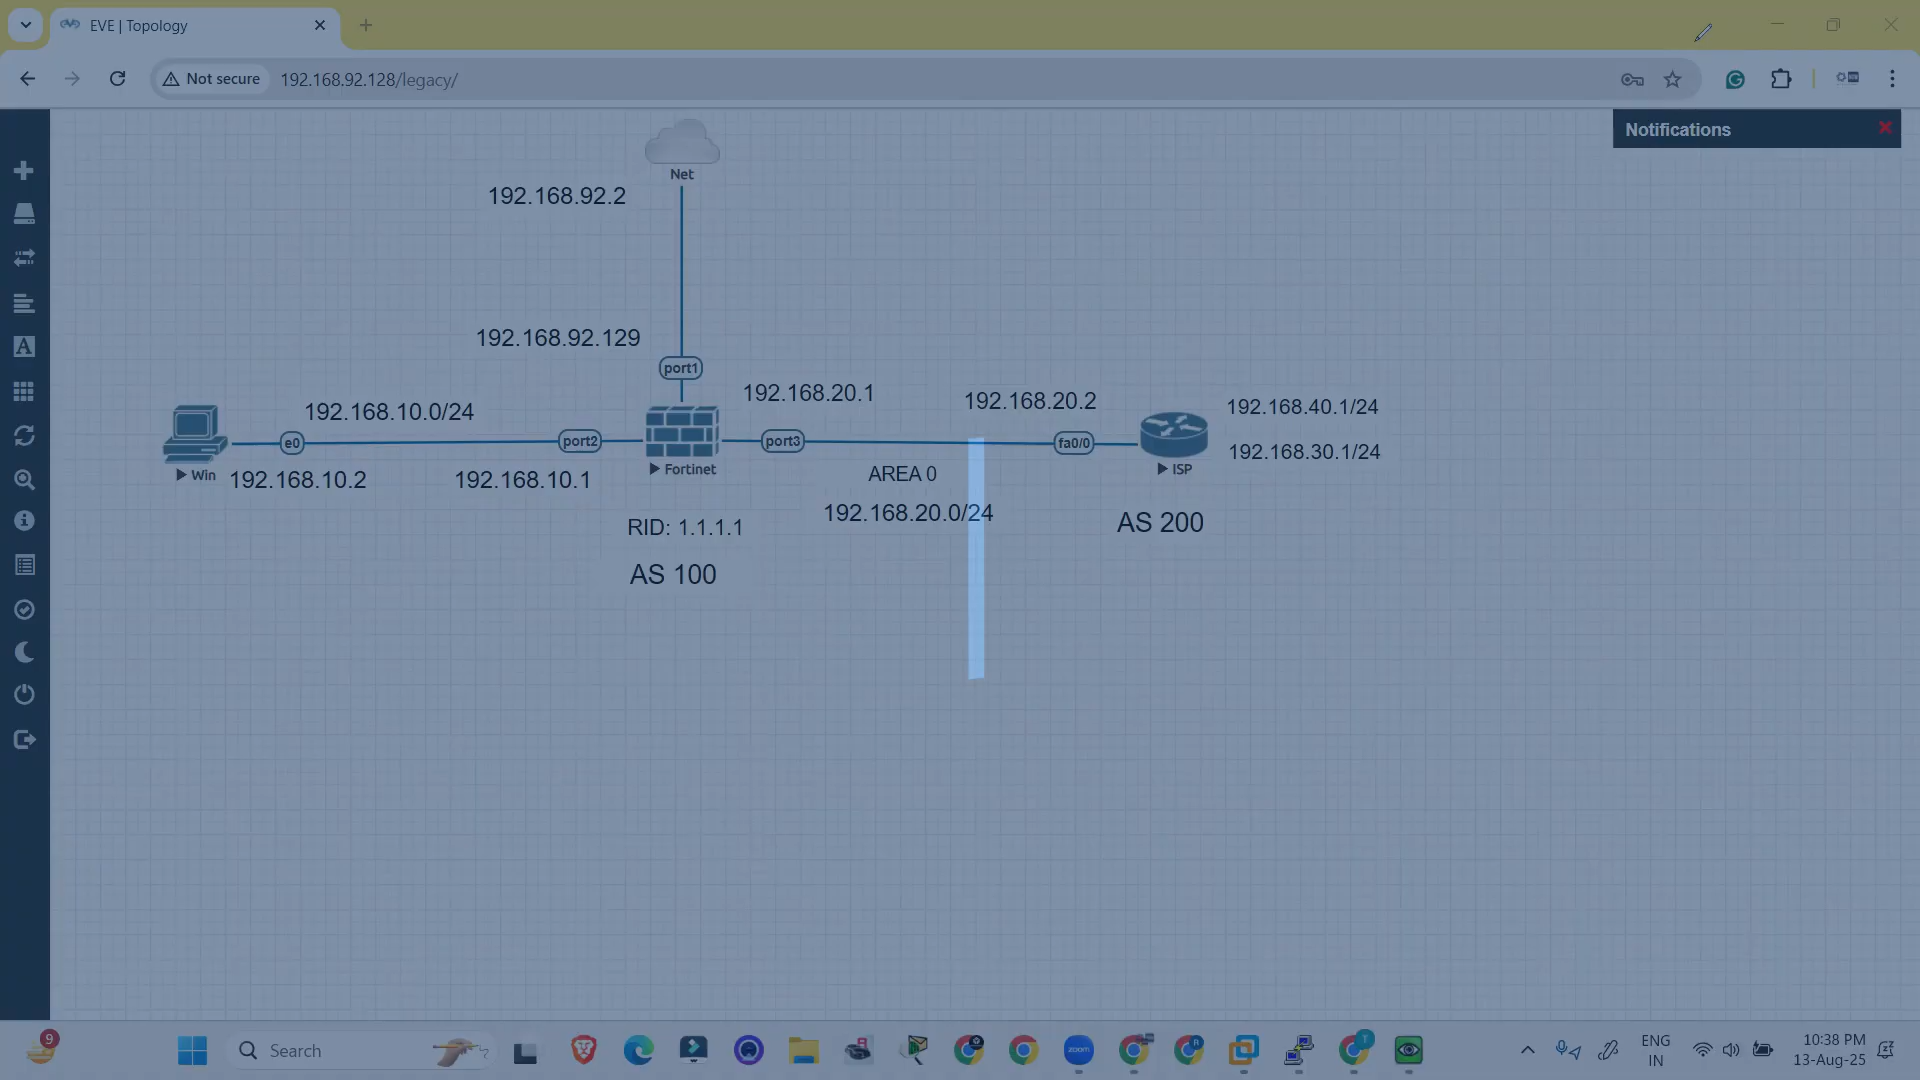 EVE | Topology
Not secure
192.168.92.128/legacy/
Notifications
Net
192.168.92.2
192.168.92.129
port1
192.168.20.1
192.168.20.2
192.168.40.1/24
192.168.10.0/24
e0
port2
port3
fa0/0
192.168.30.1/24
Win
Fortinet
ISP
192.168.10.2
192.168.10.1
AREA 0
192.168.20.0/24
RID: 1.1.1.1
AS 200
AS 100
9
Search
zoom
R
T
ENG
IN
10:38 PM
13-Aug-25